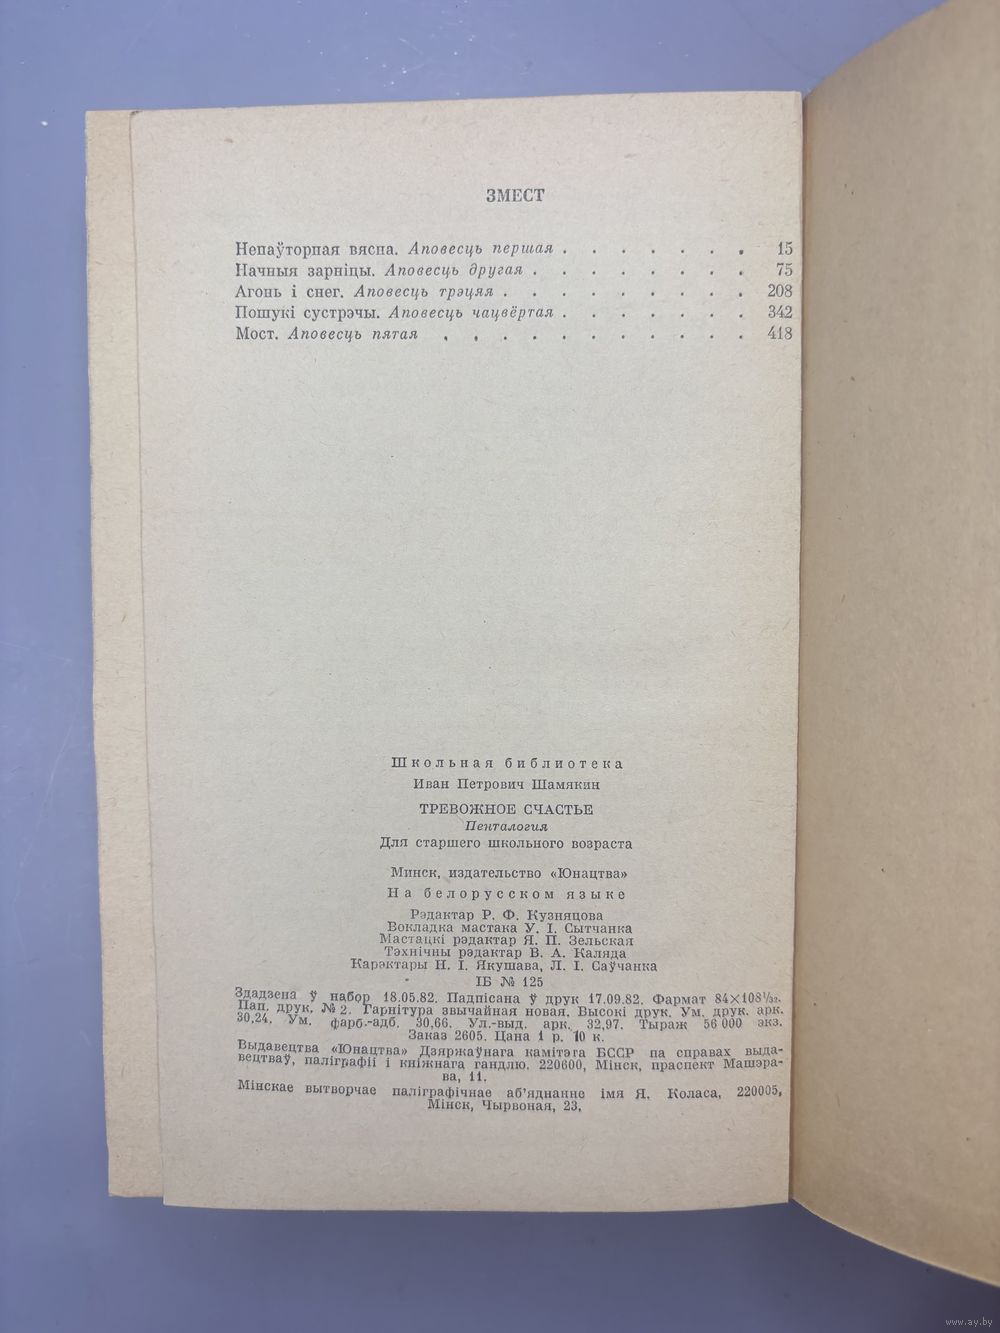 ЗМЕСТ
Непаўторная вясна. Аповесць першая . . . . . . . 15
Начныя зарніцы. Аповесць другая . . . . . . . . 75
Агонь і снег. Аповесць трэцяя . . . . . . . . . 208
Пошукі сустрэчы. Аповесць чацвёртая . . . . . . . 342
Мост. Аповесць пятая . . . . . . . . . . . 418
Школьная библиотека
Иван Петрович Шамякин
ТРЕВОЖНОЕ СЧАСТЬЕ
Пенталогия
Для старшего школьного возраста
Минск, издательство «Юнацтва»
На белорусском языке
Рэдактар Р. Ф. Кузняцова
Вокладка мастака У. І. Сытчанка
Мастацкі рэдактар Я. П. Зельская
Тэхнічны рэдактар В. А. Каляда
Карэктары Н. І. Якушава, Л. І. Саўчанка
ІБ № 125
Здадзена ў набор 18.05.82. Падпісана ў друк 17.09.82. Фармат 84×108 1/32.
Пап. друк. № 2. Гарнітура звычайная новая. Высокі друк. Ум. друк. арк.
30,24. Ум. фарб.-адб. 30,66. Ул.-выд. арк. 32,97. Тыраж 56 000 экз.
Заказ 2605. Цана 1 р. 10 к.
Выдавецтва «Юнацтва» Дзяржаўнага камітэта БССР па справах выда-
вецтваў, паліграфіі і кніжнага гандлю. 220600, Мінск, праспект Машэра-
ва, 11.
Мінскае вытворчае паліграфічнае аб'яднанне імя Я. Коласа, 220005,
Мінск, Чырвоная, 23.
www.ay.by